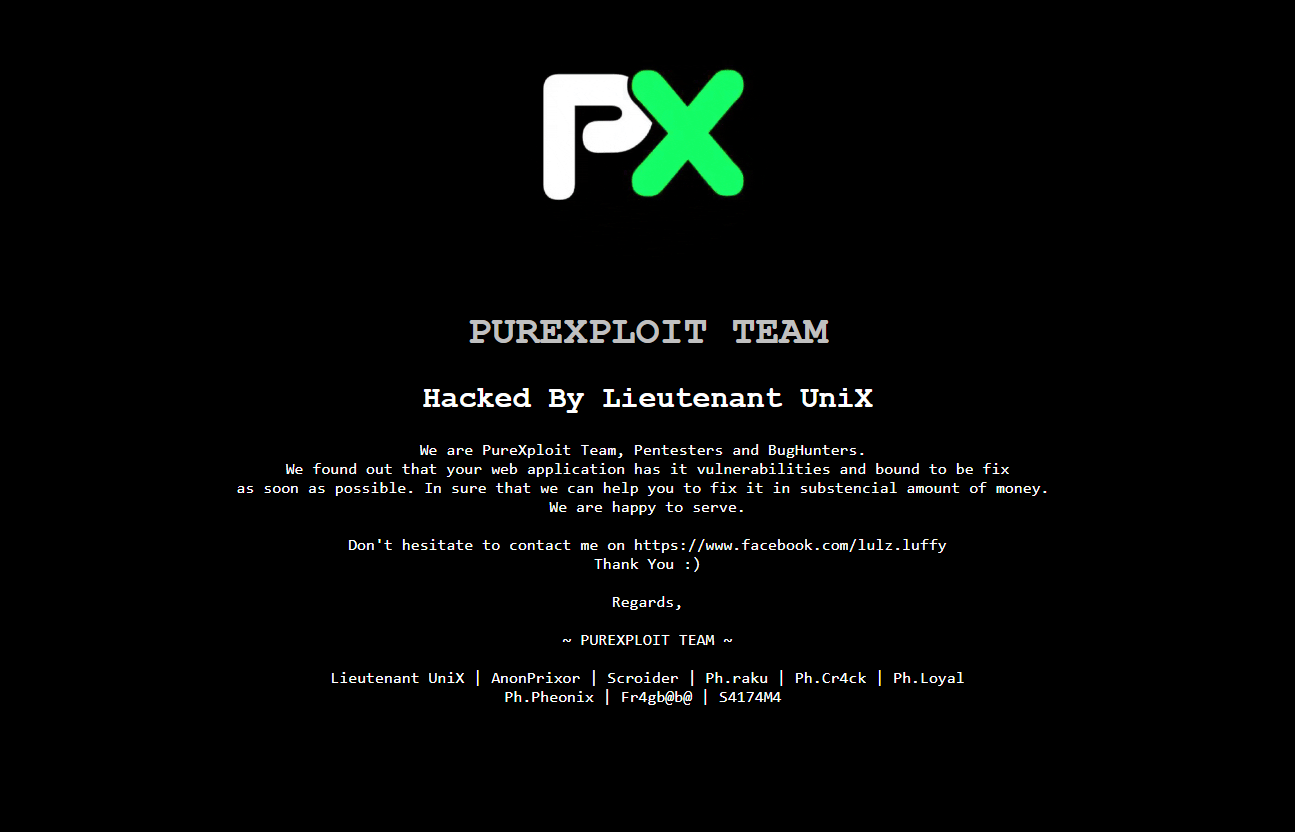 PX
PUREXPLOIT TEAM
Hacked By Lieutenant UniX
We are PureXploit Team, Pentesters and BugHunters.
We found out that your web application has it vulnerabilities and bound to be fix
as soon as possible. In sure that we can help you to fix it in substencial amount of money.
We are happy to serve.
Don't hesitate to contact me on https://www.facebook.com/lulz.luffy
Thank You :)
Regards,
~ PUREXPLOIT TEAM ~
Lieutenant UniX | AnonPrixor | Scroider | Ph.raku | Ph.Cr4ck | Ph.Loyal
Ph.Pheonix | Fr4gb@b@ | S4174M4